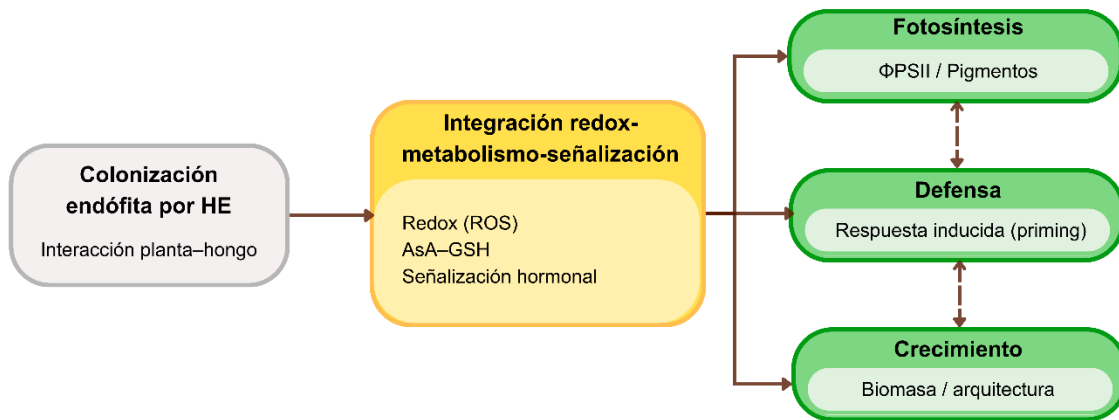 Colonización
endófita por HE
Interacción planta–hongo
Integración redox-
metabolismo-señalización
Redox (ROS)
AsA–GSH
Señalización hormonal
Fotosíntesis
ΦPSII / Pigmentos
Defensa
Respuesta inducida (priming)
Crecimiento
Biomasa / arquitectura